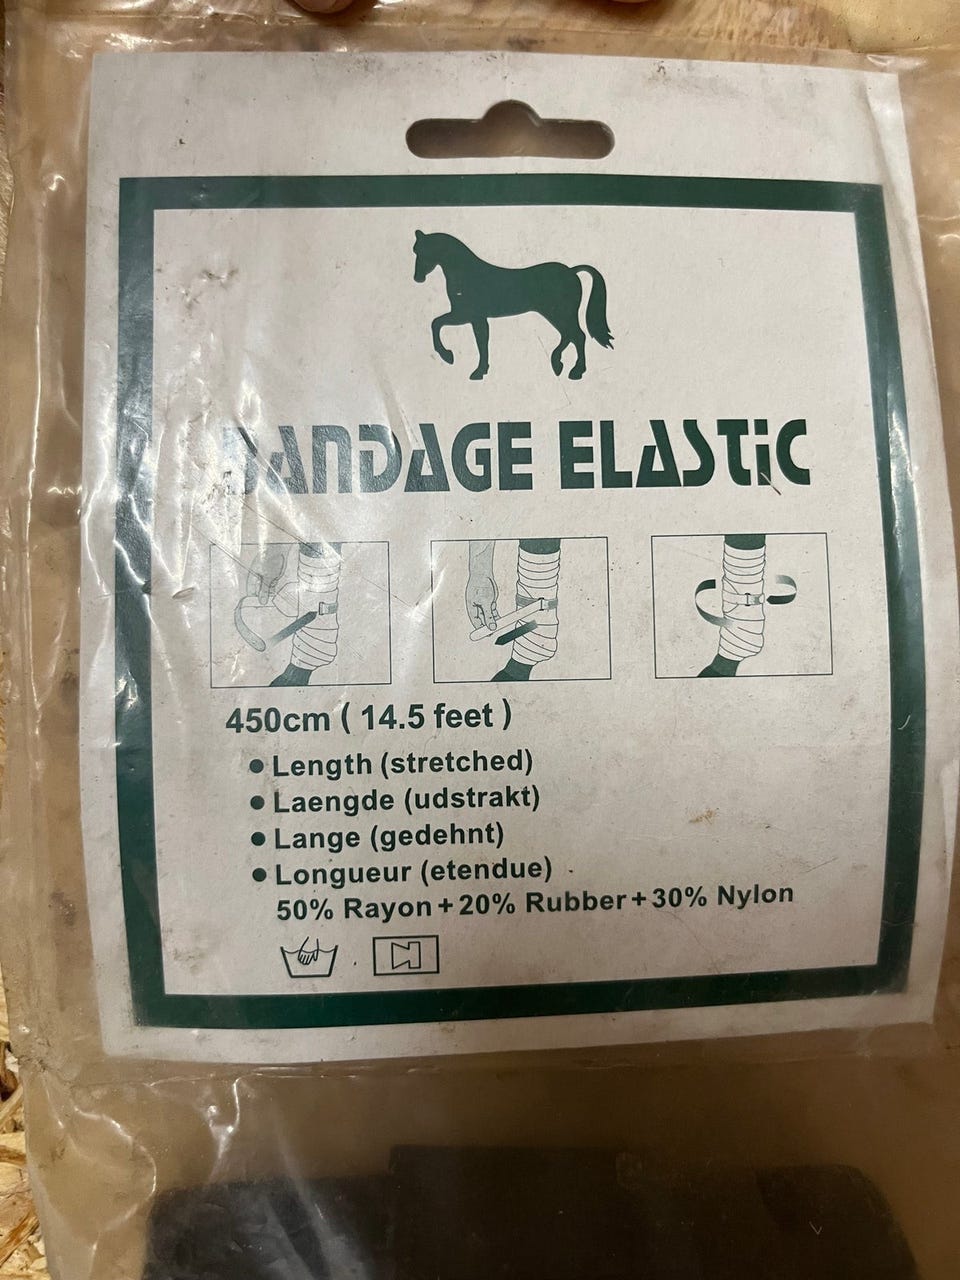 BANDAGE ELASTiC
450cm ( 14.5 feet )
• Length (stretched)
• Laengde (udstrakt)
• Lange (gedehnt)
• Longueur (etendue)
50% Rayon+20% Rubber+30% Nylon